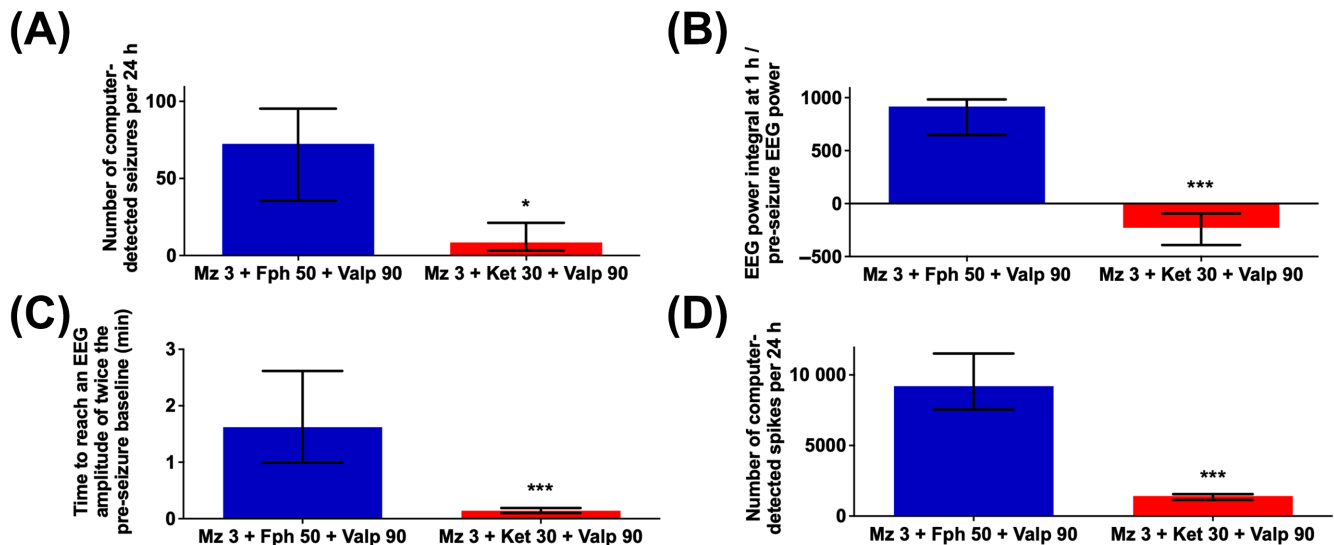 (A)
Number of computer-
detected seizures per 24 h
100
50
0
*
Mz 3 + Fph 50 + Valp 90
Mz 3 + Ket 30 + Valp 90
(B)
EEG power integral at 1 h /
pre-seizure EEG power
1000
500
0
–500
***
Mz 3 + Fph 50 + Valp 90
Mz 3 + Ket 30 + Valp 90
(C)
Time to reach an EEG
amplitude of twice the
pre-seizure baseline (min)
3
2
1
0
***
Mz 3 + Fph 50 + Valp 90
Mz 3 + Ket 30 + Valp 90
(D)
Number of computer-
detected spikes per 24 h
10 000
5000
0
***
Mz 3 + Fph 50 + Valp 90
Mz 3 + Ket 30 + Valp 90